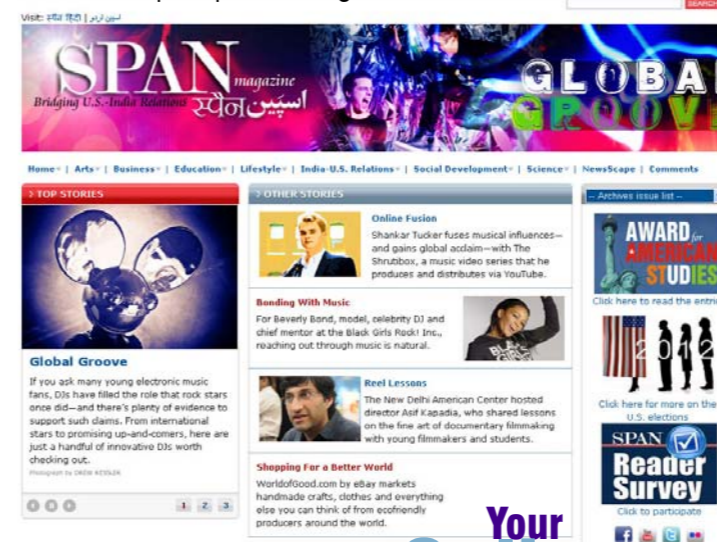 SEARCH
Visit: स्पैन हिंदी | اسپین اردو
SPAN
magazine
Bridging U.S.-India Relations
स्पैन
اسپین
GLOBA
GROOV
Home | Arts | Business | Education | Lifestyle | India-U.S. Relations | Social Development | Science | NewsScape | Comments
TOP STORIES
Global Groove
If you ask many young electronic music
fans, DJs have filled the role that rock stars
once did—and there's plenty of evidence to
support such claims. From international
stars to promising up-and-comers, here are
just a handful of innovative DJs worth
checking out.
Photograph by DREW RESSLER
1 2 3
OTHER STORIES
Online Fusion
Shankar Tucker fuses musical influences—
and gains global acclaim—with The
Shrutibox, a music video series that he
produces and distributes via YouTube.
Bonding With Music
For Beverly Bond, model, celebrity DJ and
chief mentor at the Black Girls Rock! Inc.,
reaching out through music is natural.
BLACK
GIRLS
Reel Lessons
The New Delhi American Center hosted
director Asif Kapadia, who shared lessons
on the fine art of documentary filmmaking
with young filmmakers and students.
Shopping For a Better World
WorldofGood.com by eBay markets
handmade crafts, clothes and everything
else you can think of from ecofriendly
producers around the world.
Your
-- Archives issue list --
AWARD for
AMERICAN
STUDIES
Click here to read the entri
2012
Click here for more on the
U.S. elections
SPAN
Reader
Survey
Click to participate